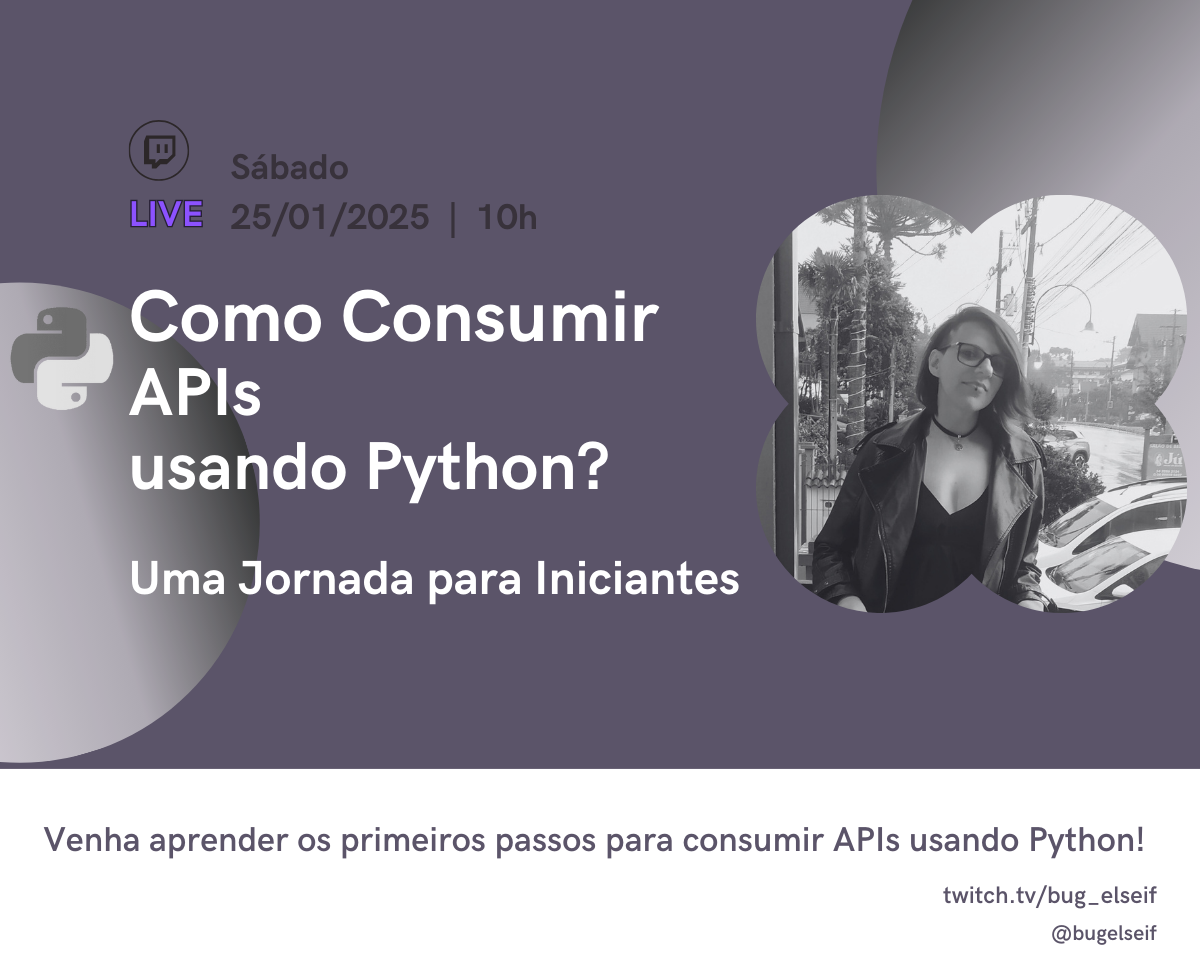 Sábado
LIVE 25/01/2025 | 10h
Como Consumir
APIs
usando Python?
Uma Jornada para Iniciantes
Venha aprender os primeiros passos para consumir APIs usando Python!
twitch.tv/bug_elseif
@bugelseif